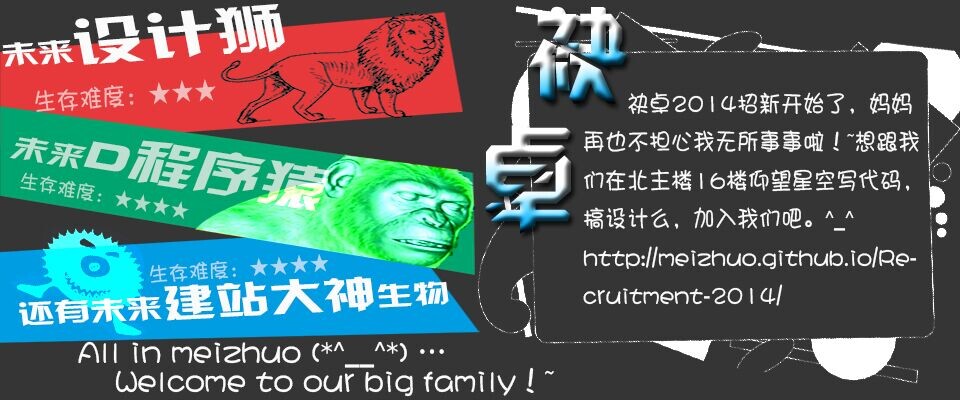 未来设计狮
生存难度：★★★
未来D程序猿
生存难度：★★★★
生存难度：★★★★
还有未来建站大神生物
All in meizhuo (*^__^*) …
Welcome to our big family！~
袂
卓
袂卓2014招新开始了，妈妈
再也不担心我无所事事啦！~想跟我
们在北主楼16楼仰望星空写代码，
搞设计么，加入我们吧。^_^
http://meizhuo.github.io/Re-
cruitment-2014/